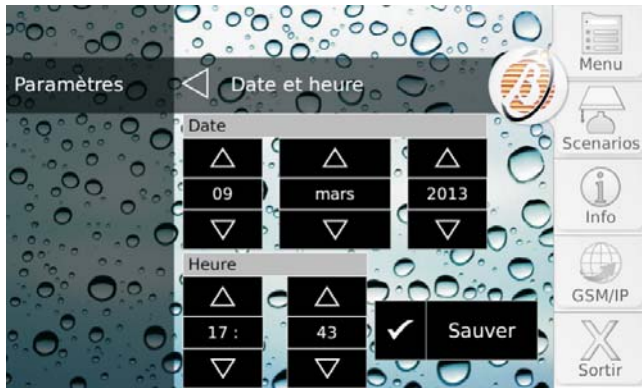 Paramètres
Date et heure
Date
09 mars 2013
Heure
17 : 43
Sauver
Menu
Scenarios
Info
GSM/IP
Sortir